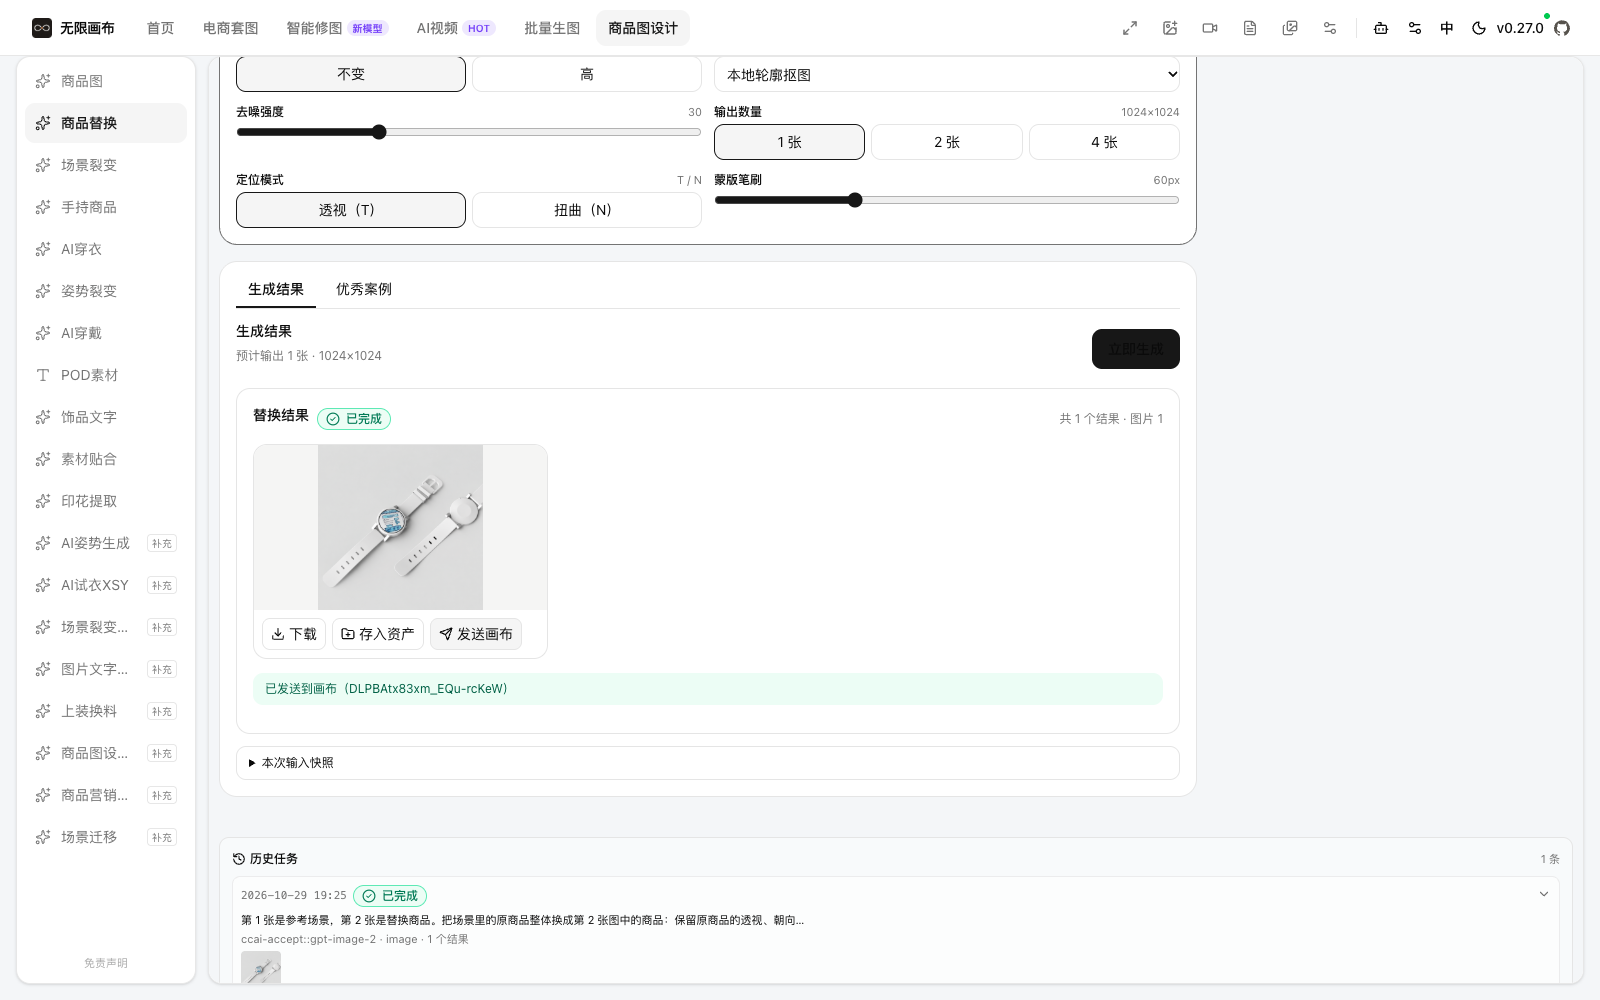 无限画布
首页
电商套图
智能修图 新模型
AI视频 HOT
批量生图
商品图设计
中
v0.27.0
商品图
商品替换
场景裂变
手持商品
AI穿衣
姿势裂变
AI穿戴
POD素材
饰品文字
素材贴合
印花提取
AI姿势生成 补充
AI试衣XSY 补充
场景裂变... 补充
图片文字... 补充
上装换料 补充
商品图设... 补充
商品营销... 补充
场景迁移 补充
免责声明
不变
高
本地轮廓抠图
去噪强度 30
输出数量 1024×1024
1 张
2 张
4 张
定位模式 T / N
透视（T）
扭曲（N）
蒙版笔刷 60px
生成结果
优秀案例
生成结果
预计输出 1 张 · 1024×1024
立即生成
替换结果 已完成
共 1 个结果 · 图片 1
下载
存入资产
发送画布
已发送到画布（DLPBAtx83xm_EQu-rcKeW）
本次输入快照
历史任务
1 条
2026-10-29 19:25 已完成
第 1 张是参考场景，第 2 张是替换商品。把场景里的原商品整体换成第 2 张图中的商品：保留原商品的透视、朝向...
ccai-accept::gpt-image-2 · image · 1 个结果